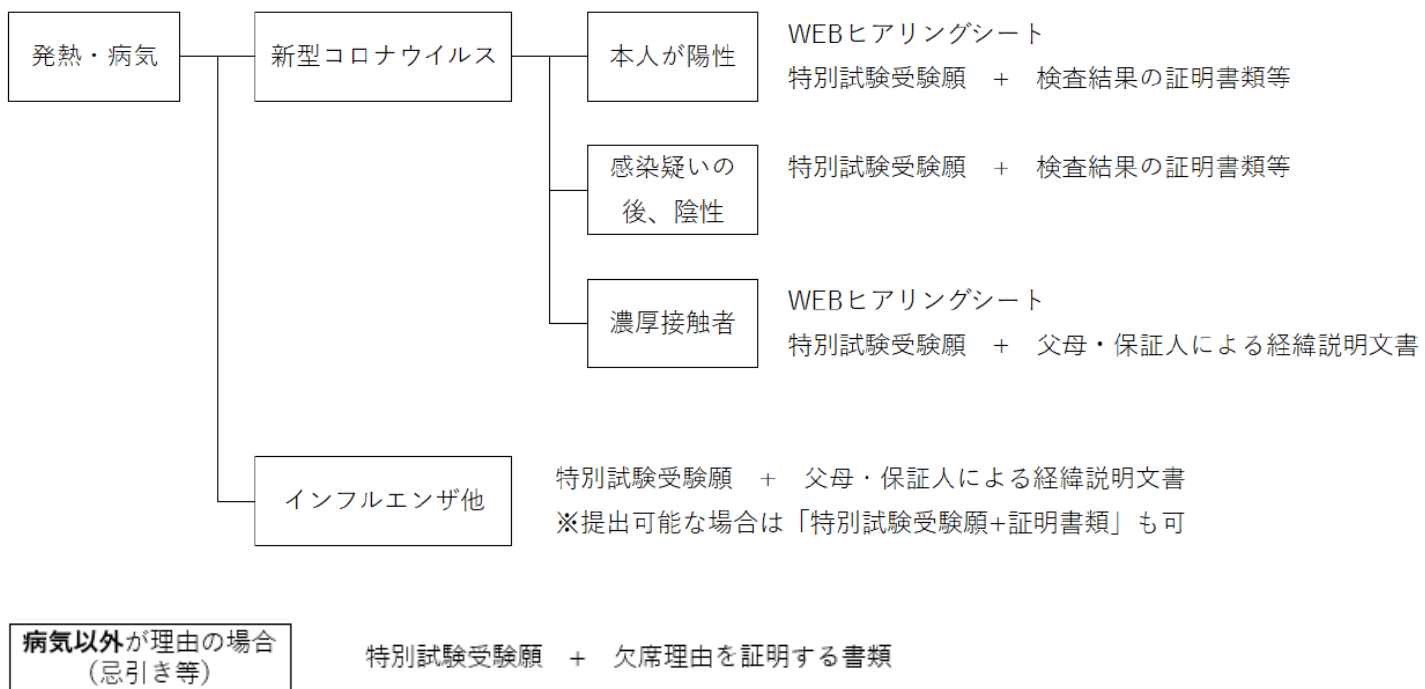 発熱・病気
新型コロナウイルス
本人が陽性
WEBヒアリングシート
特別試験受験願　+　検査結果の証明書類等
感染疑いの
後、陰性
特別試験受験願　+　検査結果の証明書類等
濃厚接触者
WEBヒアリングシート
特別試験受験願　+　父母・保証人による経緯説明文書
インフルエンザ他
特別試験受験願　+　父母・保証人による経緯説明文書
※提出可能な場合は「特別試験受験願+証明書類」も可
病気以外が理由の場合
(忌引き等)
特別試験受験願　+　欠席理由を証明する書類